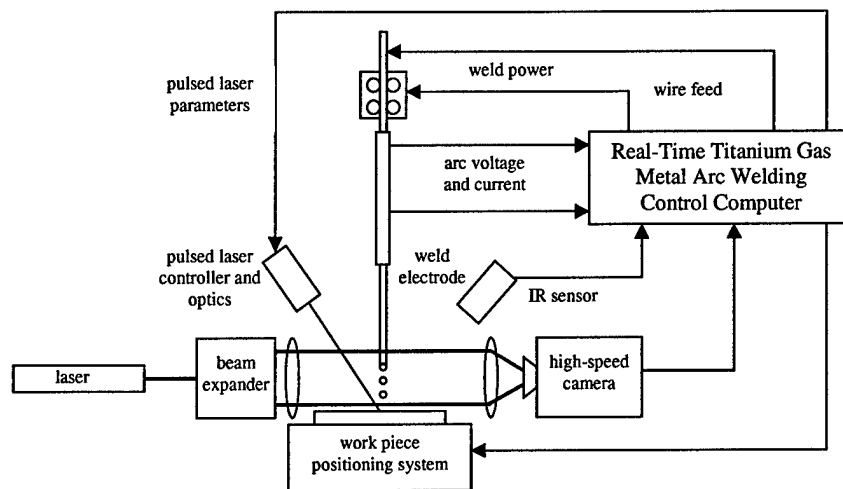 pulsed laser
parameters
weld power
wire feed
Real-Time Titanium Gas
Metal Arc Welding
Control Computer
arc voltage
and current
pulsed laser
controller and
optics
weld
electrode
IR sensor
laser
beam
expander
high-speed
camera
work piece
positioning system